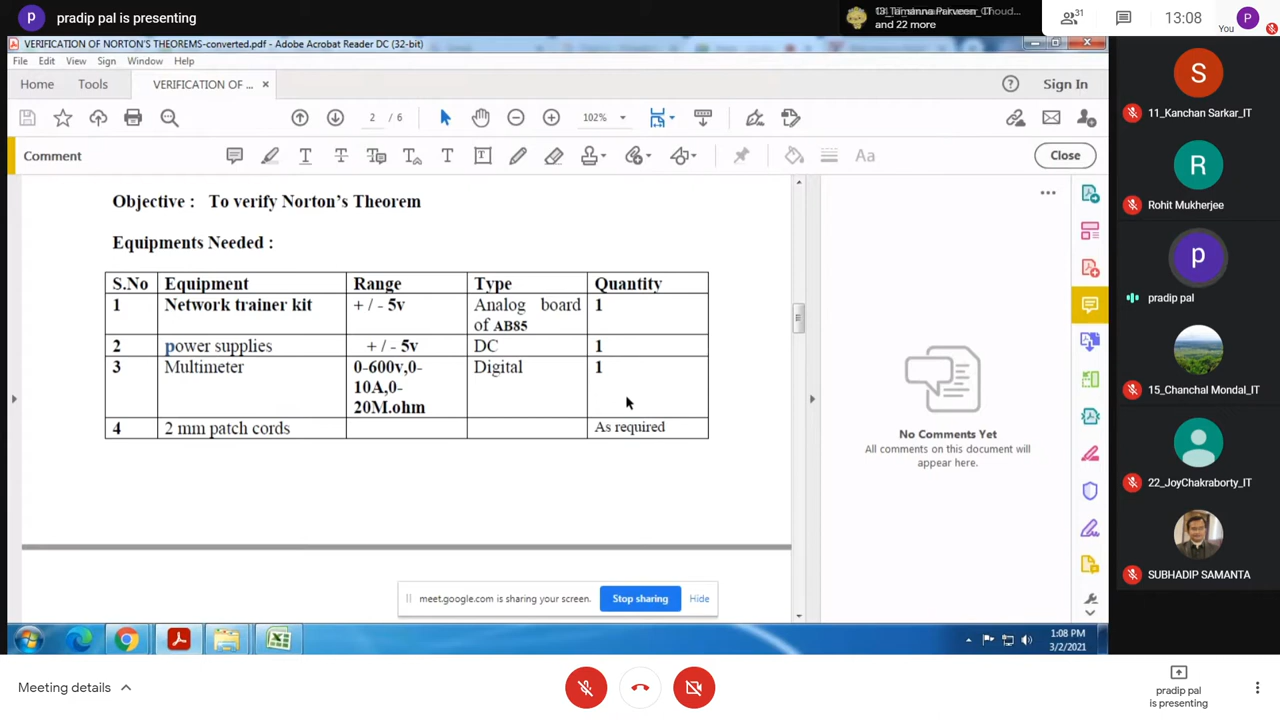 p pradip pal is presenting
and 22 more
31
13:08
You
P
VERIFICATION OF NORTON'S THEOREMS-converted.pdf - Adobe Acrobat Reader DC (32-bit)
File Edit View Sign Window Help
Home Tools VERIFICATION OF ... × Sign In
2 / 6 102%
Comment Aa Close
Objective : To verify Norton's Theorem
Equipments Needed :
S.No Equipment Range Type Quantity
1 Network trainer kit + / - 5v Analog board 1
of AB85
2 power supplies + / - 5v DC 1
3 Multimeter 0-600v,0- Digital 1
10A,0-
20M.ohm
4 2 mm patch cords As required
No Comments Yet
All comments on this document will
appear here.
meet.google.com is sharing your screen. Stop sharing Hide
1:08 PM
3/2/2021
S
11_Kanchan Sarkar_IT
R
Rohit Mukherjee
p
pradip pal
15_Chanchal Mondal_IT
22_JoyChakraborty_IT
SUBHADIP SAMANTA
Meeting details
pradip pal
is presenting